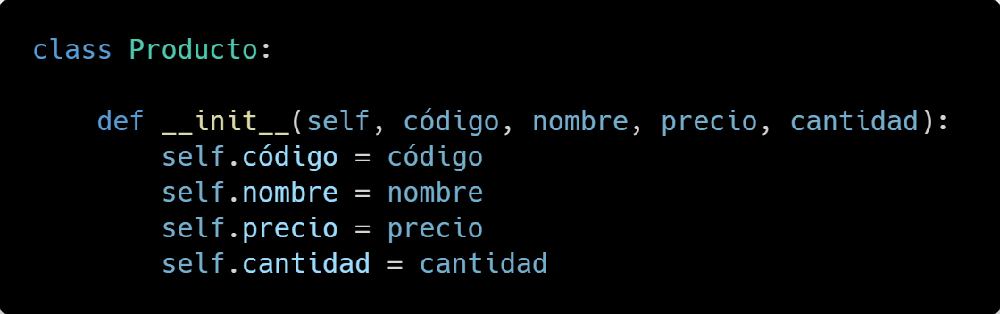 class Producto:
    def __init__(self, código, nombre, precio, cantidad):
        self.código = código
        self.nombre = nombre
        self.precio = precio
        self.cantidad = cantidad